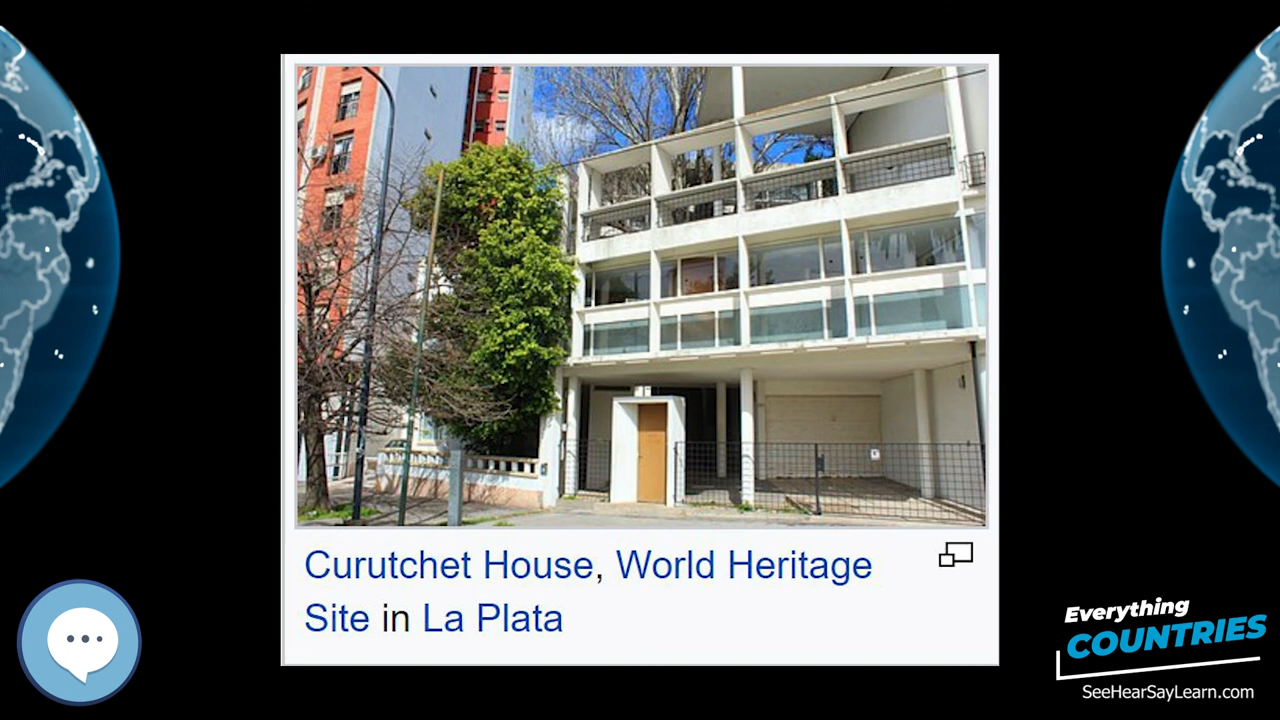 Curutchet House, World Heritage
Site in La Plata
Everything
COUNTRIES
SeeHearSayLearn.com